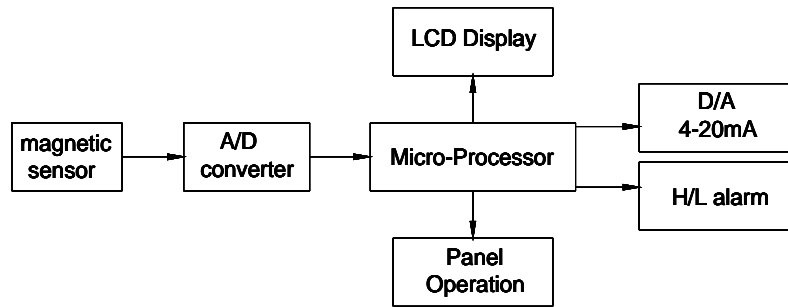 LCD Display
magnetic
sensor
A/D
converter
Micro-Processor
D/A
4-20mA
H/L alarm
Panel
Operation